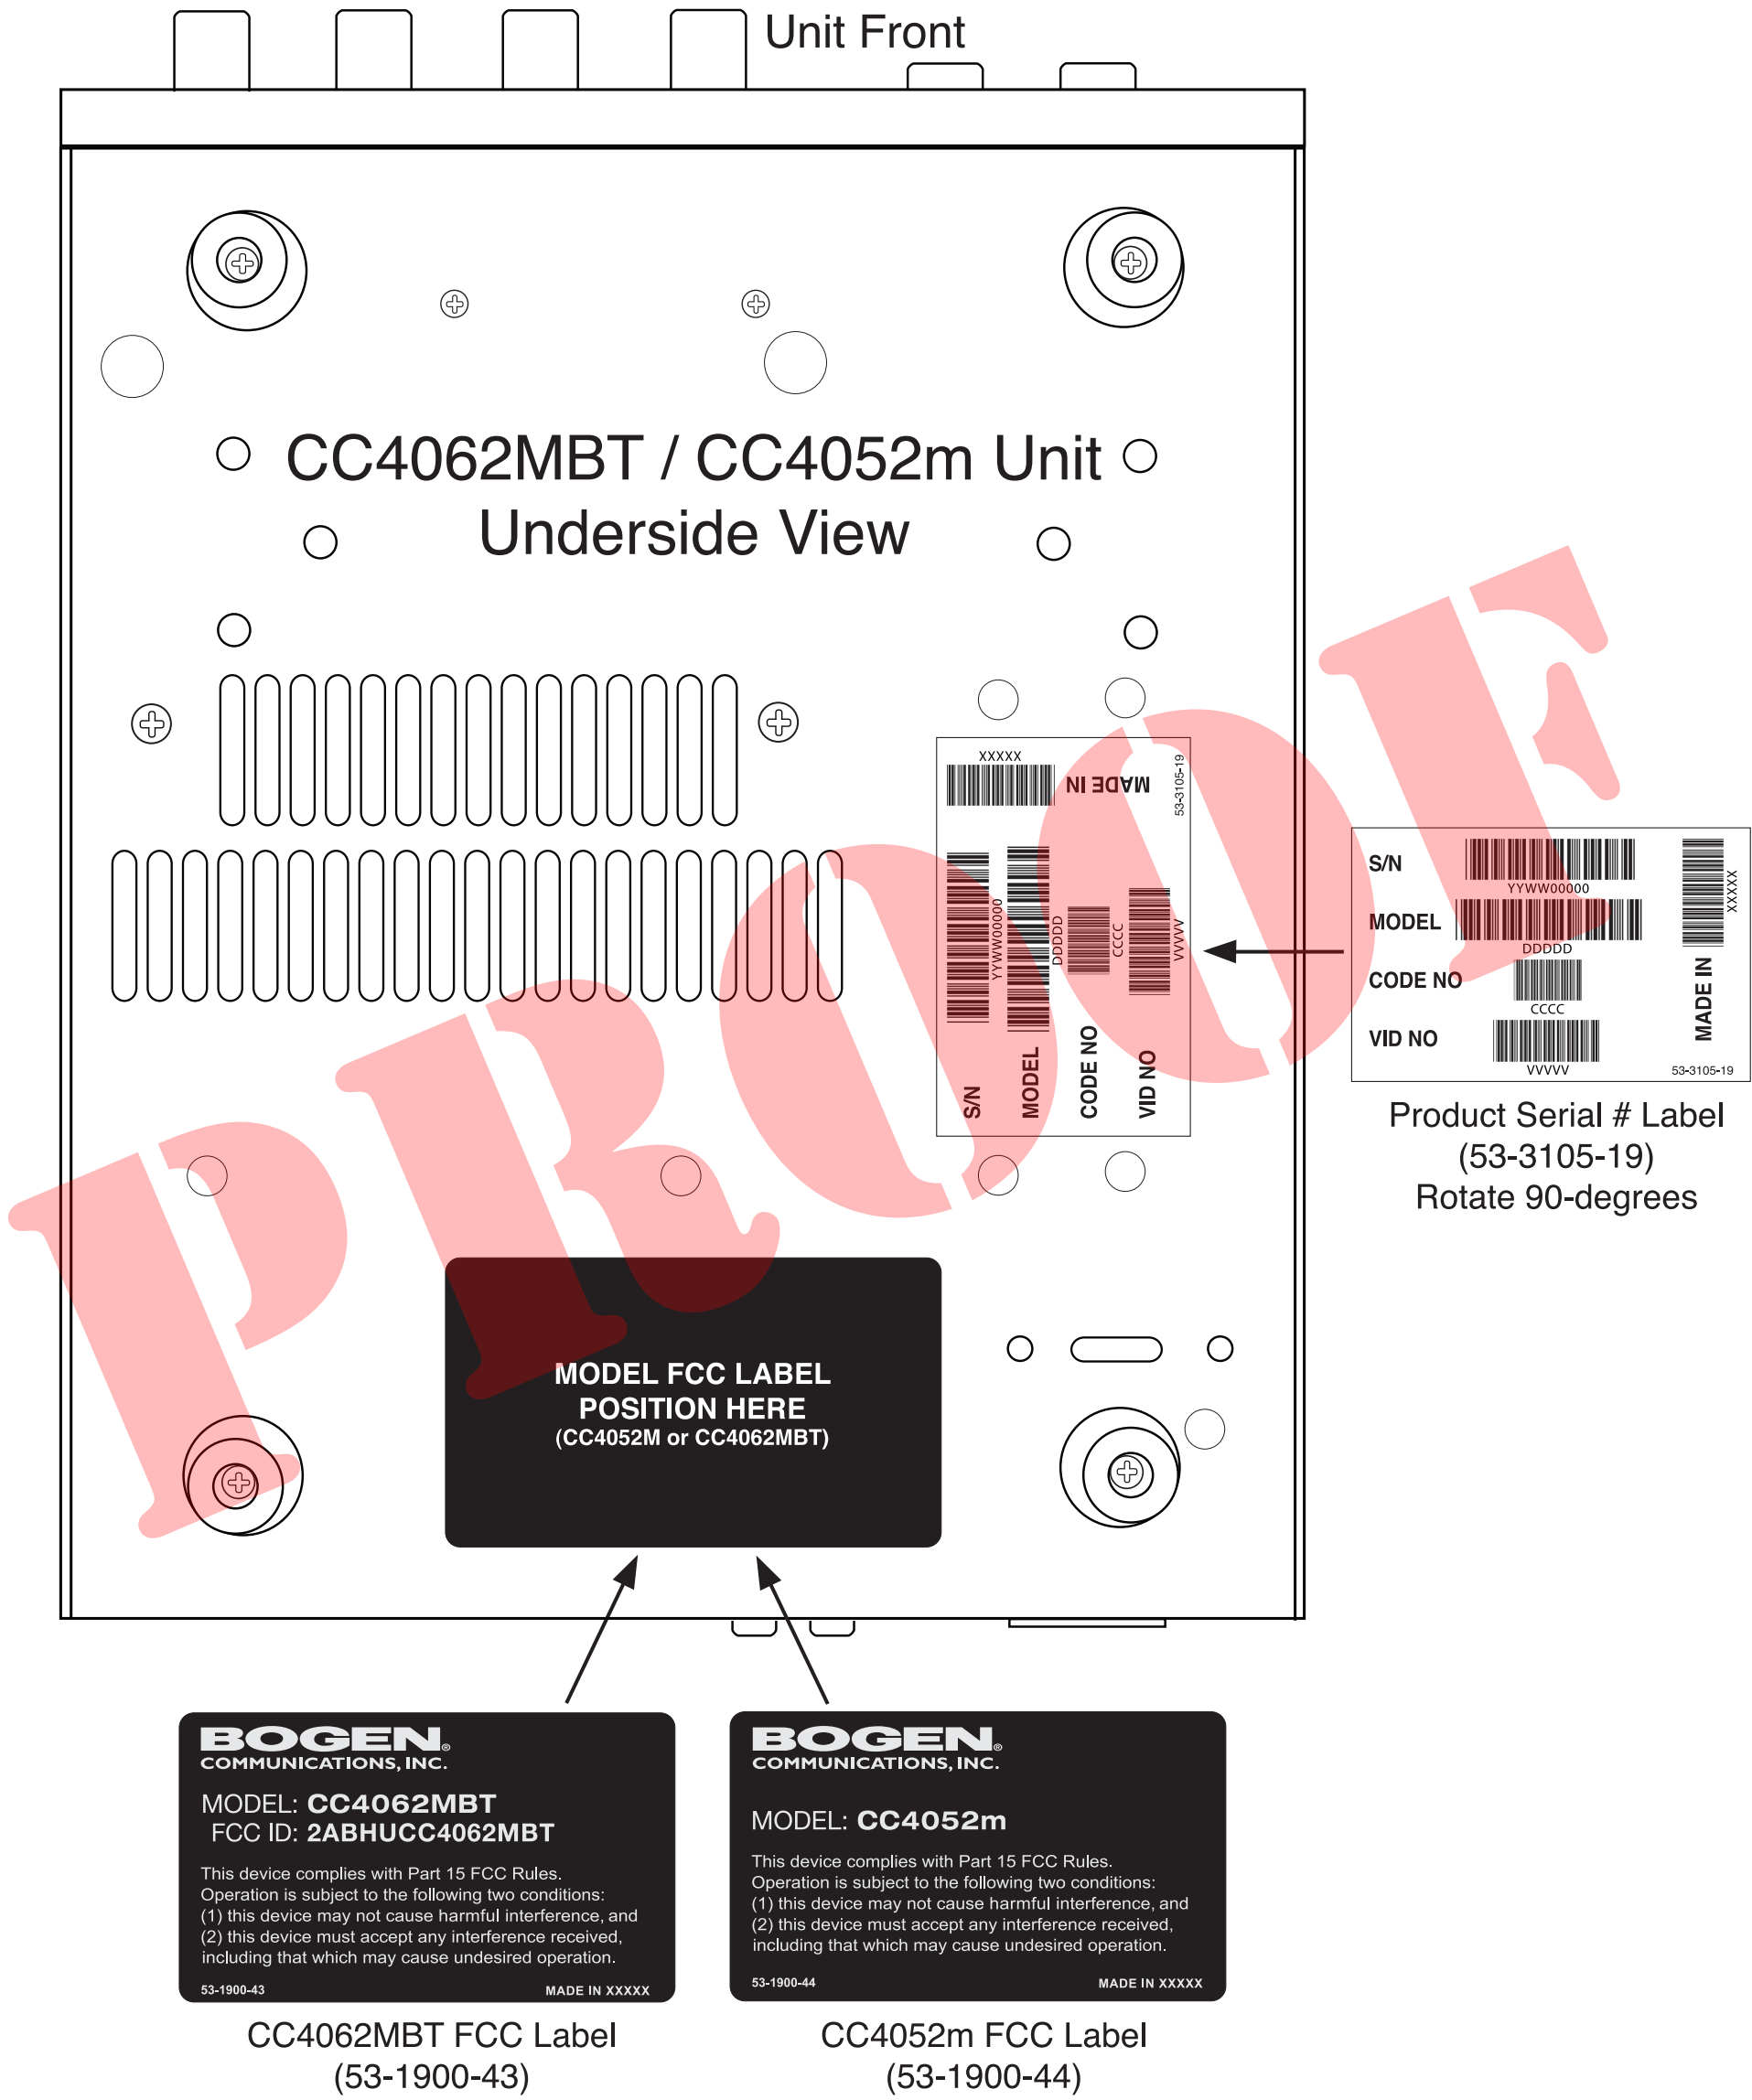 Unit Front
CC4062MBT / CC4052m Unit
Underside View
XXXXX
MADE IN
53-3105-19
S/N
YYWW00000
MODEL
DDDDD
CODE NO
CCCC
VID NO
VVVVV
S/N
YYWW00000
MODEL
DDDDD
CODE NO
CCCC
VID NO
VVVVV
XXXXX
MADE IN
53-3105-19
Product Serial # Label
(53-3105-19)
Rotate 90-degrees
PROOF
MODEL FCC LABEL
POSITION HERE
(CC4052M or CC4062MBT)
BOGEN®
COMMUNICATIONS, INC.
MODEL: CC4062MBT
FCC ID: 2ABHUCC4062MBT
This device complies with Part 15 FCC Rules.
Operation is subject to the following two conditions:
(1) this device may not cause harmful interference, and
(2) this device must accept any interference received,
including that which may cause undesired operation.
53-1900-43 MADE IN XXXXX
CC4062MBT FCC Label
(53-1900-43)
BOGEN®
COMMUNICATIONS, INC.
MODEL: CC4052m
This device complies with Part 15 FCC Rules.
Operation is subject to the following two conditions:
(1) this device may not cause harmful interference, and
(2) this device must accept any interference received,
including that which may cause undesired operation.
53-1900-44 MADE IN XXXXX
CC4052m FCC Label
(53-1900-44)